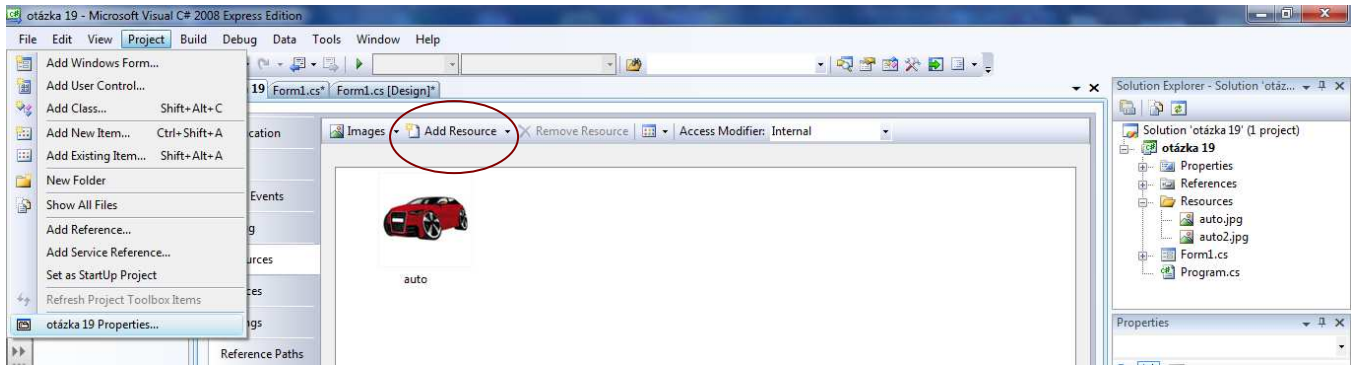 otázka 19 - Microsoft Visual C# 2008 Express Edition
File Edit View Project Build Debug Data Tools Window Help
Add Windows Form...
Add User Control...
Add Class... Shift+Alt+C
Add New Item... Ctrl+Shift+A
Add Existing Item... Shift+Alt+A
New Folder
Show All Files
Add Reference...
Add Service Reference...
Set as StartUp Project
Refresh Project Toolbox Items
otázka 19 Properties...
19 Form1.cs* Form1.cs [Design]*
Images Add Resource Remove Resource Access Modifier: Internal
Events
Reference Paths
auto
Solution Explorer - Solution 'otáz...
Solution 'otázka 19' (1 project)
otázka 19
Properties
References
Resources
auto.jpg
auto2.jpg
Form1.cs
Program.cs
Properties